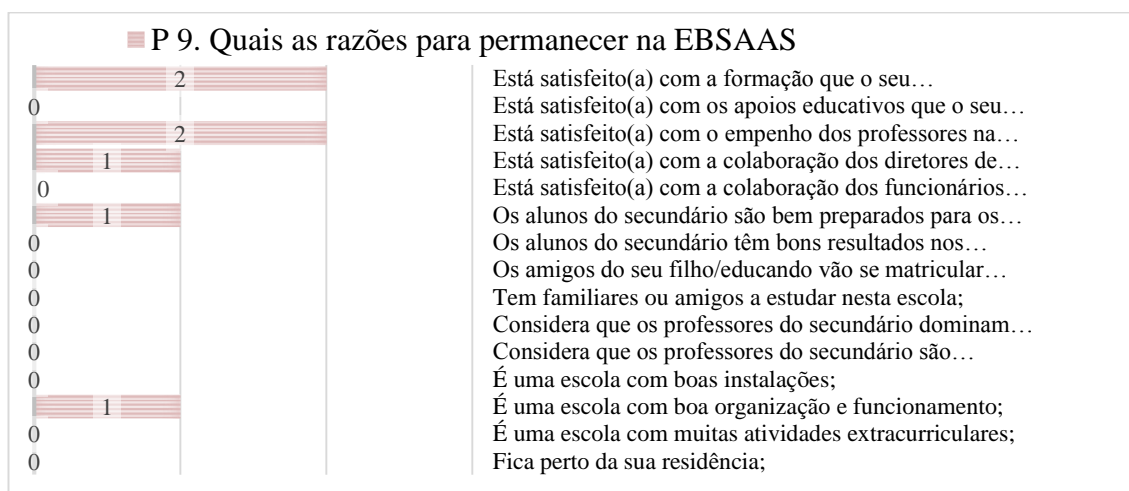 P 9. Quais as razões para permanecer na EBSAAS
2 Está satisfeito(a) com a formação que o seu…
0 Está satisfeito(a) com os apoios educativos que o seu…
2 Está satisfeito(a) com o empenho dos professores na…
1 Está satisfeito(a) com a colaboração dos diretores de…
0 Está satisfeito(a) com a colaboração dos funcionários…
1 Os alunos do secundário são bem preparados para os…
0 Os alunos do secundário têm bons resultados nos…
0 Os amigos do seu filho/educando vão se matricular…
0 Tem familiares ou amigos a estudar nesta escola;
0 Considera que os professores do secundário dominam…
0 Considera que os professores do secundário são…
0 É uma escola com boas instalações;
1 É uma escola com boa organização e funcionamento;
0 É uma escola com muitas atividades extracurriculares;
0 Fica perto da sua residência;